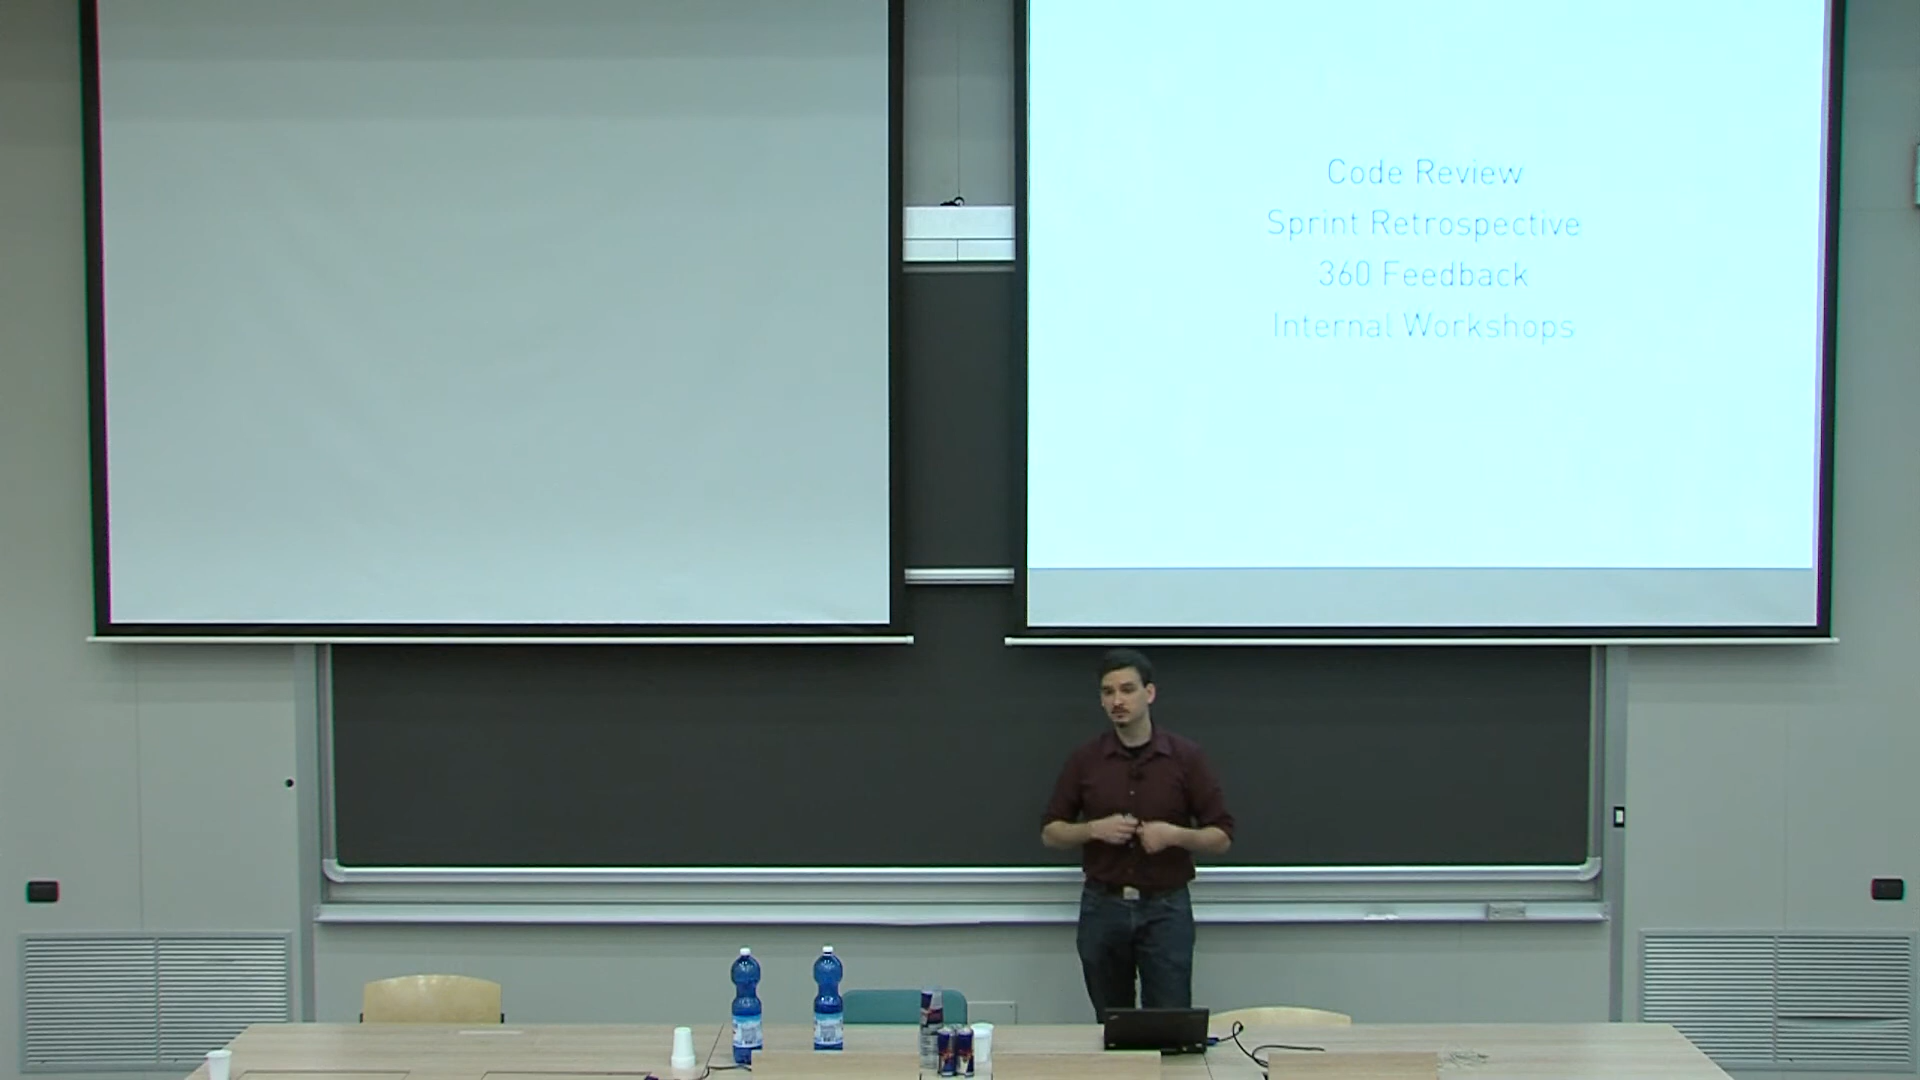 Code Review
Sprint Retrospective
360 Feedback
Internal Workshops